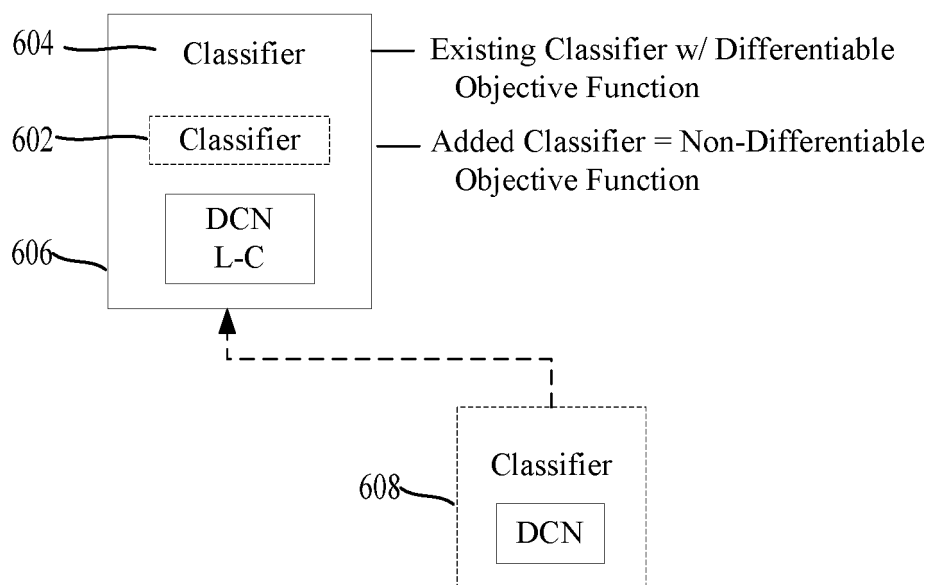 604
Classifier
Existing Classifier w/ Differentiable
Objective Function
602
Classifier
Added Classifier = Non-Differentiable
Objective Function
DCN
L-C
606
Classifier
608
DCN